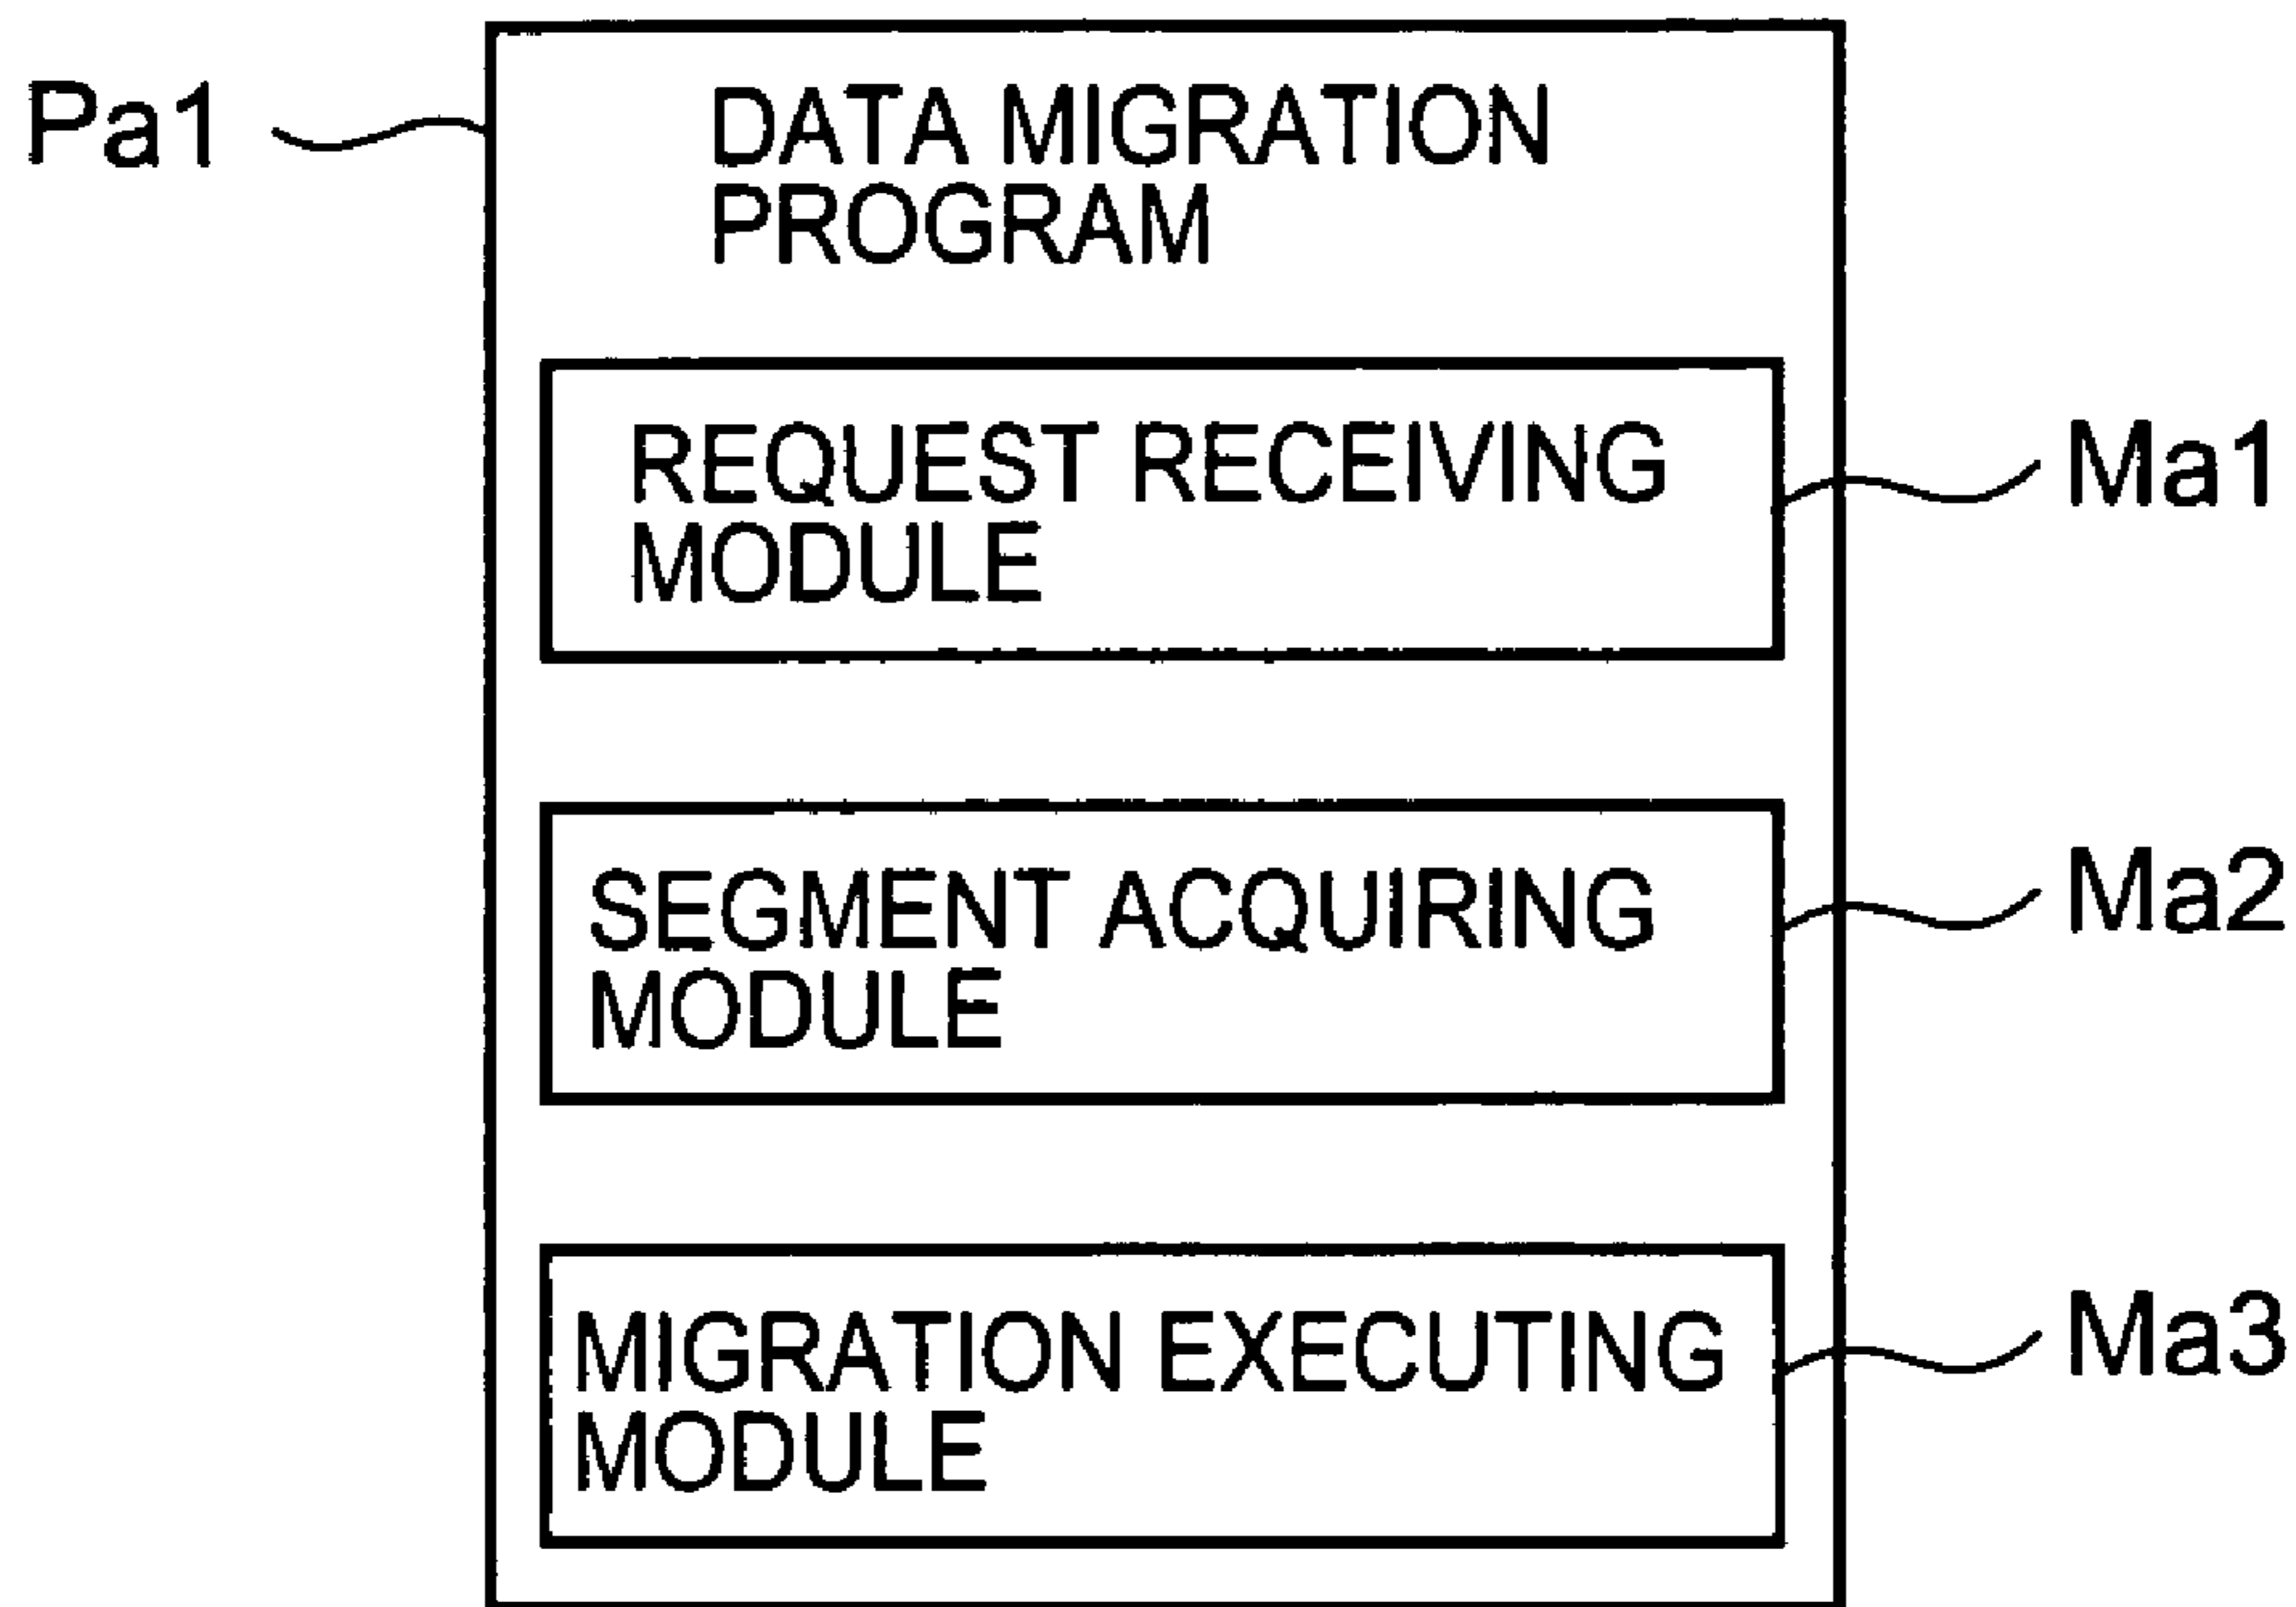 Pa1
DATA MIGRATION
PROGRAM
REQUEST RECEIVING
MODULE
Ma1
SEGMENT ACQUIRING
MODULE
Ma2
MIGRATION EXECUTING
MODULE
Ma3